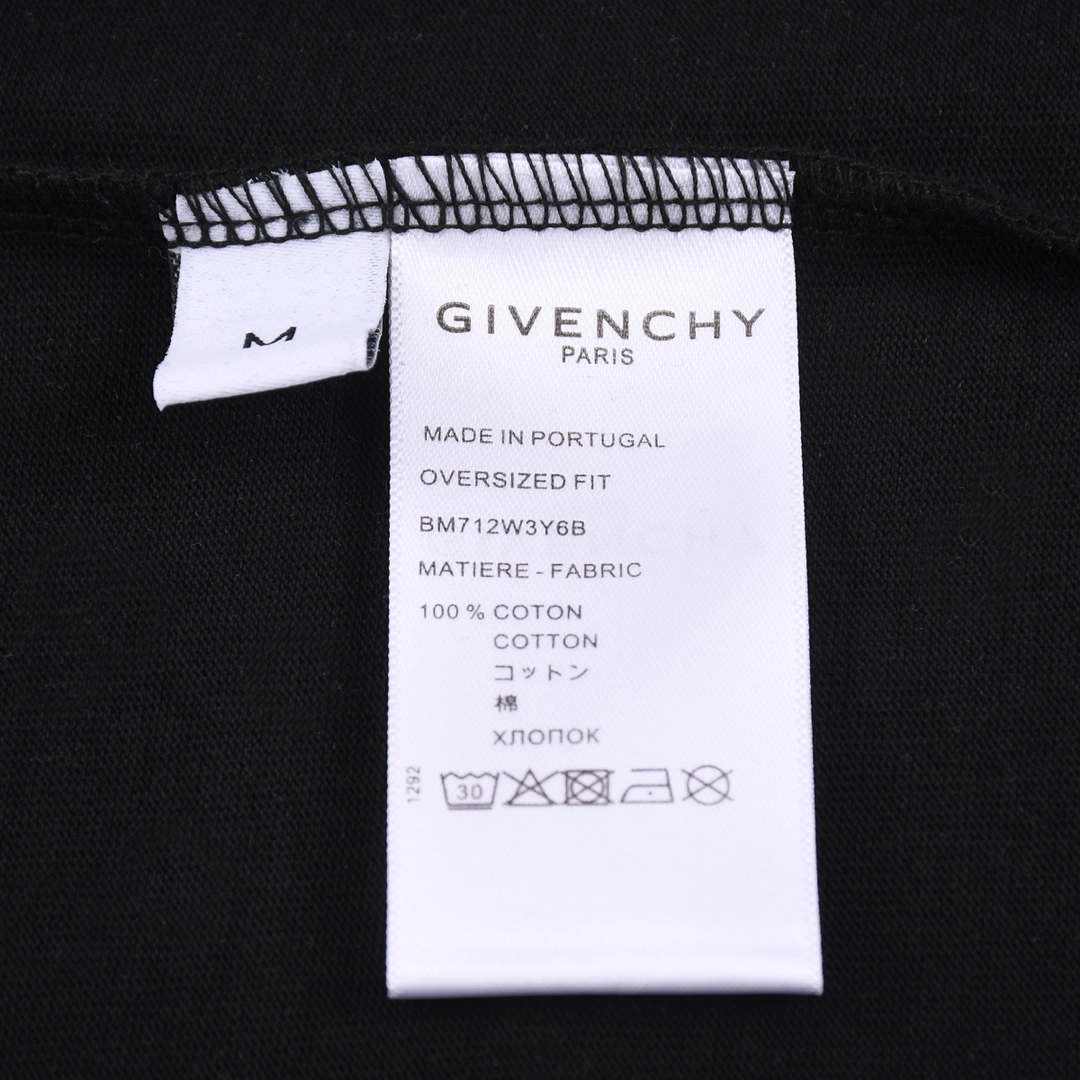 M
GIVENCHY
PARIS
MADE IN PORTUGAL
OVERSIZED FIT
BM712W3Y6B
MATIERE - FABRIC
100 % COTON
COTTON
コットン
棉
ХЛОПОК
1292
30